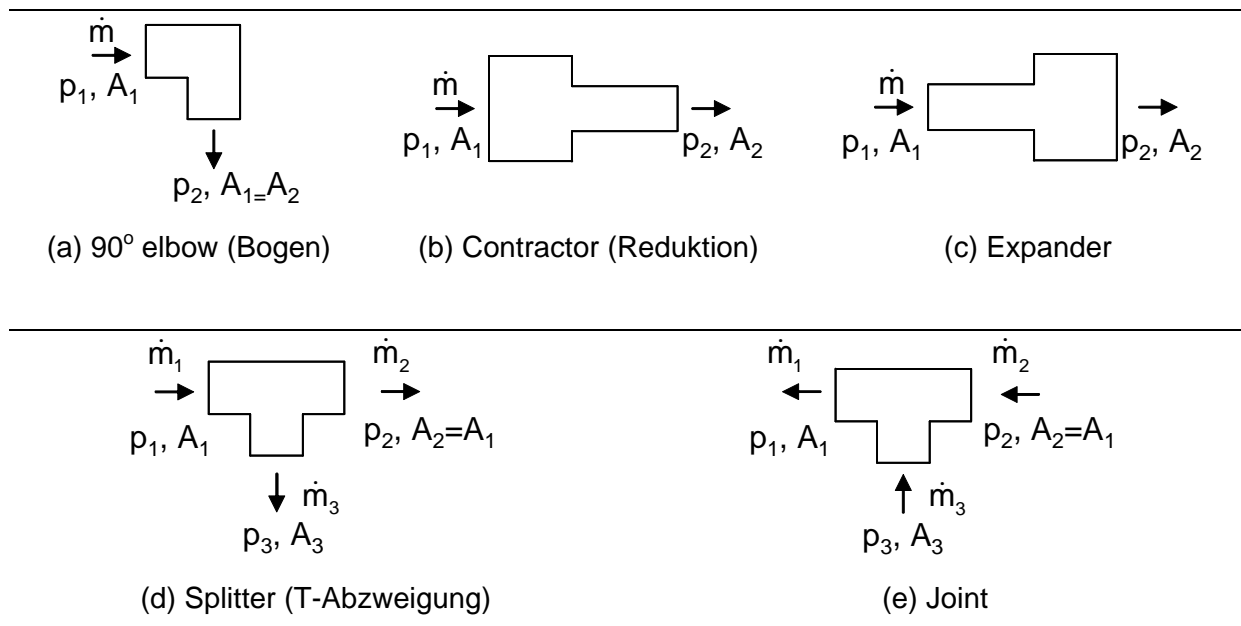 ṁ
p₁, A₁
p₂, A₁₌A₂
(a) 90° elbow (Bogen)
ṁ
p₁, A₁
p₂, A₂
(b) Contractor (Reduktion)
ṁ
p₁, A₁
p₂, A₂
(c) Expander
ṁ₁
ṁ₂
p₁, A₁
p₂, A₂=A₁
ṁ₃
p₃, A₃
(d) Splitter (T-Abzweigung)
ṁ₁
ṁ₂
p₁, A₁
p₂, A₂=A₁
ṁ₃
p₃, A₃
(e) Joint